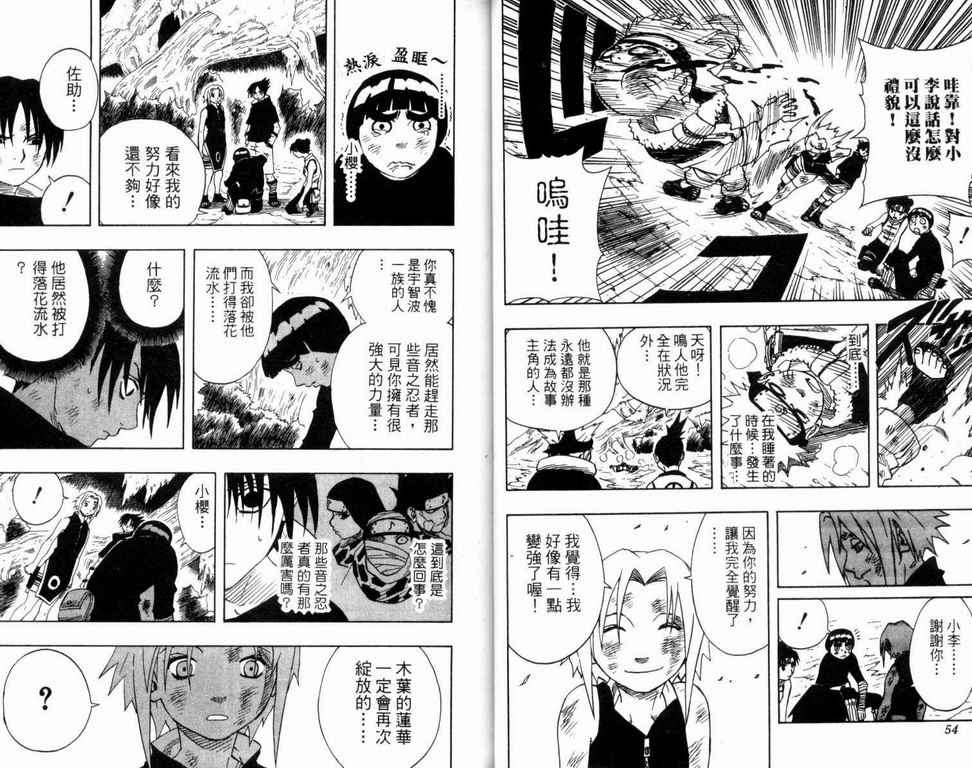 哇靠！對小
李說話怎麼
可以這麼沒
禮貌！
！
嗚哇
！
到底…
在我睡著的
時候…發生
了什麼事…
天呀！
鳴人他完
全在狀況
外…
他就是那種
永遠都沒辦
法成為故事
主角的人…
小李……
謝謝你…
！
因為你的努力，
讓我完全覺醒了
……
我覺得…我
好像有一點
變強了喔！
54
熱淚盈眶～
……
小櫻
……
看來我的
努力好像
還不夠…
佐助…
！
你真不愧
是宇智波
一族的人
…
居然能趕走那
些音之忍者，
可見你擁有很
強大的力量…
而我卻被他
們打得落花
流水……
什麼？
他居然被打
得落花流水
？
這到底是
怎麼回事？
那些音之忍
者真的有那
麼厲害嗎？
小櫻…
！
木葉的蓮華
一定會再次
綻放的……
？